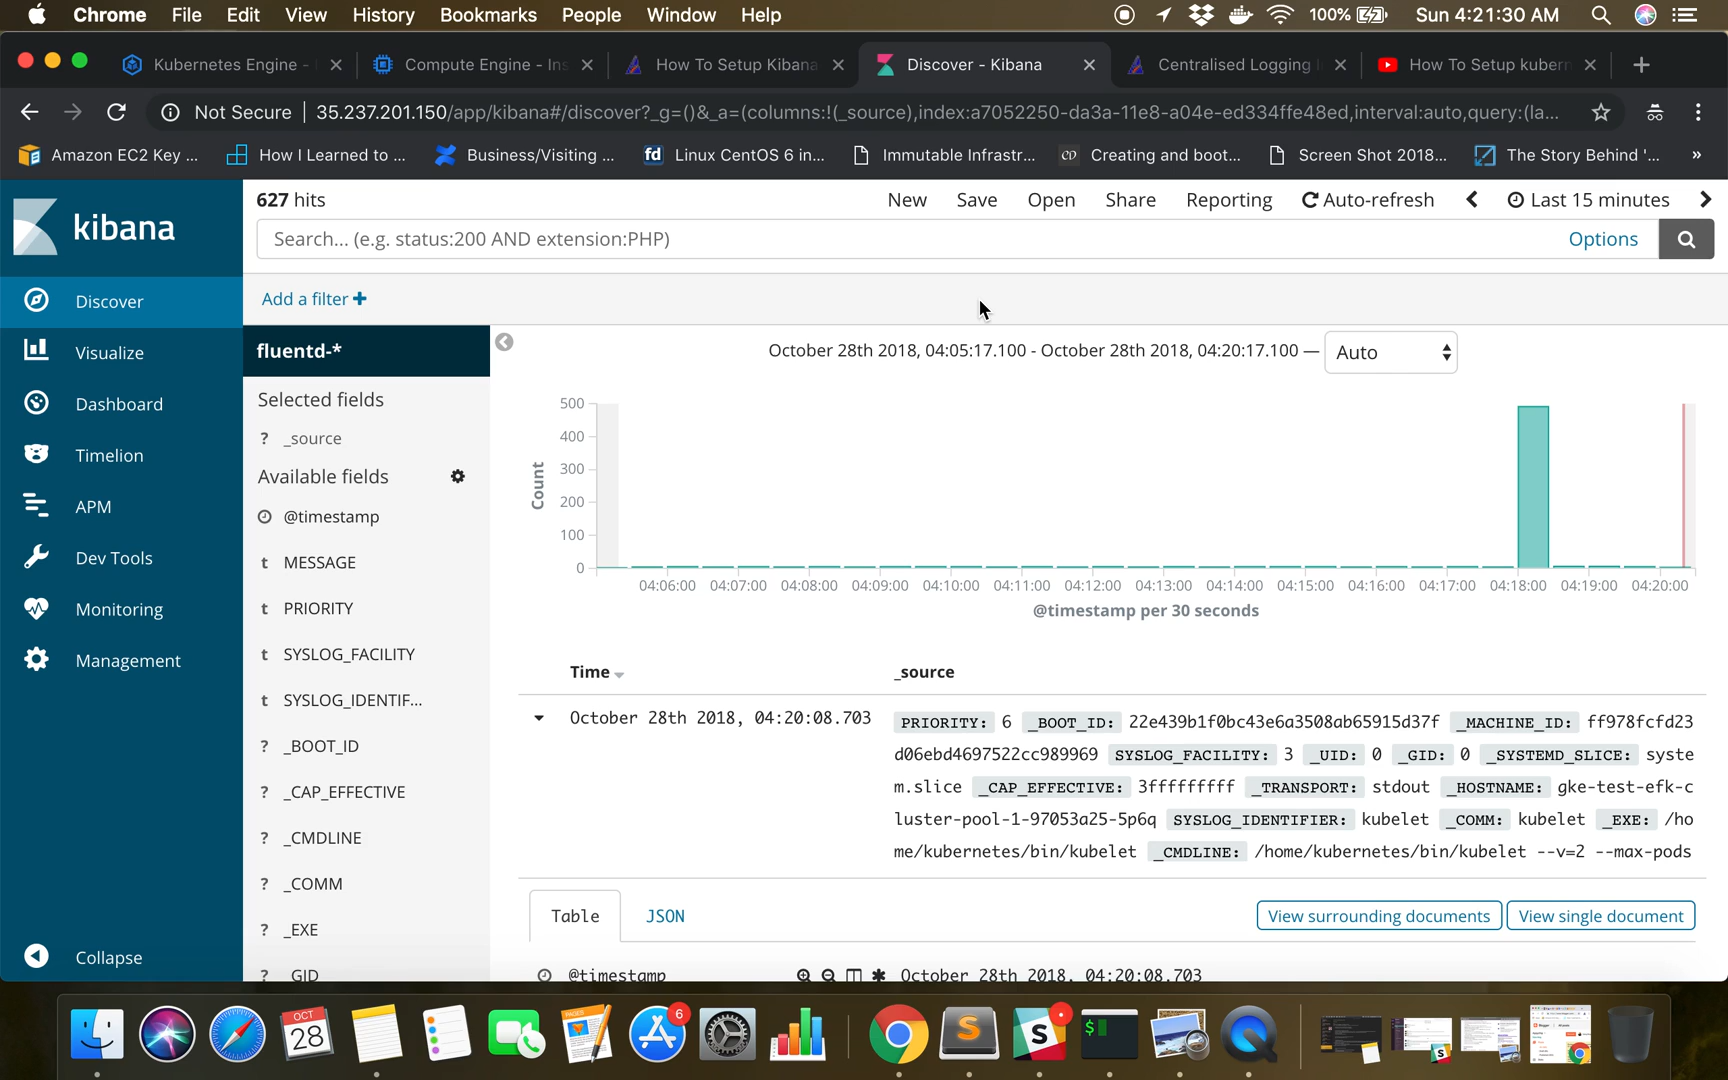 Chrome File Edit View History Bookmarks People Window Help 100% Sun 4:21:30 AM
Kubernetes Engine - Compute Engine - Ins How To Setup Kibana Discover - Kibana Centralised Logging How To Setup kubern
Not Secure 35.237.201.150/app/kibana#/discover?_g=()&_a=(columns:!(_source),index:a7052250-da3a-11e8-a04e-ed334ffe48ed,interval:auto,query:(la...
Amazon EC2 Key ... How I Learned to ... Business/Visiting ... fd Linux CentOS 6 in... Immutable Infrastr... CD Creating and boot... Screen Shot 2018... The Story Behind '... »
kibana
Discover
Visualize
Dashboard
Timelion
APM
Dev Tools
Monitoring
Management
Collapse
627 hits New Save Open Share Reporting Auto-refresh Last 15 minutes
Search... (e.g. status:200 AND extension:PHP) Options
Add a filter +
fluentd-*
Selected fields
? _source
Available fields
@timestamp
t MESSAGE
t PRIORITY
t SYSLOG_FACILITY
t SYSLOG_IDENTIF...
? _BOOT_ID
? _CAP_EFFECTIVE
? _CMDLINE
? _COMM
? _EXE
? _GID
October 28th 2018, 04:05:17.100 - October 28th 2018, 04:20:17.100 — Auto
500
400
300
200
100
0
Count
04:06:00 04:07:00 04:08:00 04:09:00 04:10:00 04:11:00 04:12:00 04:13:00 04:14:00 04:15:00 04:16:00 04:17:00 04:18:00 04:19:00 04:20:00
@timestamp per 30 seconds
Time _source
October 28th 2018, 04:20:08.703 PRIORITY: 6 _BOOT_ID: 22e439b1f0bc43e6a3508ab65915d37f _MACHINE_ID: ff978fcfd23
d06ebd4697522cc989969 SYSLOG_FACILITY: 3 _UID: 0 _GID: 0 _SYSTEMD_SLICE: syste
m.slice _CAP_EFFECTIVE: 3fffffffff _TRANSPORT: stdout _HOSTNAME: gke-test-efk-c
luster-pool-1-97053a25-5p6q SYSLOG_IDENTIFIER: kubelet _COMM: kubelet _EXE: /ho
me/kubernetes/bin/kubelet _CMDLINE: /home/kubernetes/bin/kubelet --v=2 --max-pods
Table JSON View surrounding documents View single document
@timestamp October 28th 2018, 04:20:08.703
OCT
28
6